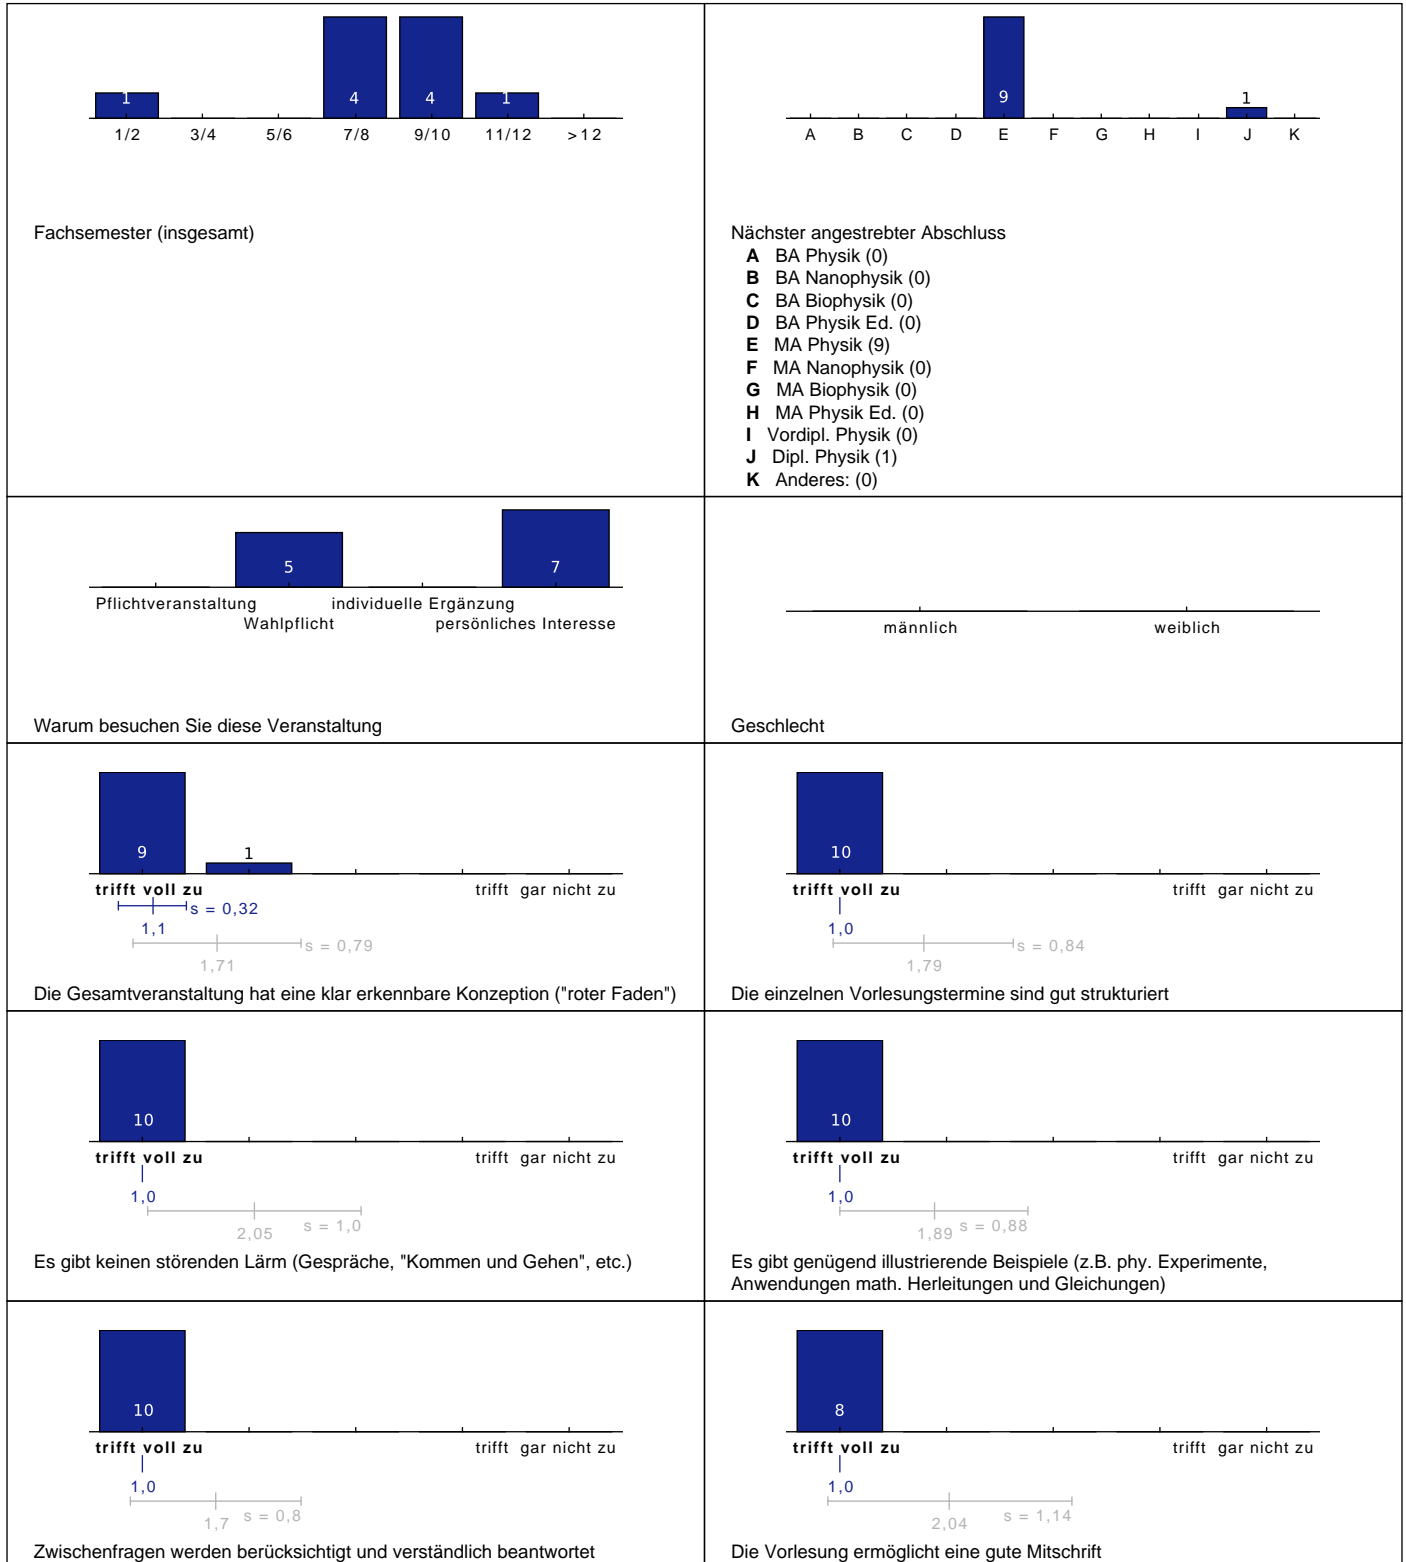 1
4
4
1
1/2 3/4 5/6 7/8 9/10 11/12 >12
Fachsemester (insgesamt)
9
1
A B C D E F G H I J K
Nächster angestrebter Abschluss
A BA Physik (0)
B BA Nanophysik (0)
C BA Biophysik (0)
D BA Physik Ed. (0)
E MA Physik (9)
F MA Nanophysik (0)
G MA Biophysik (0)
H MA Physik Ed. (0)
I Vordipl. Physik (0)
J Dipl. Physik (1)
K Anderes: (0)
5
7
Pflichtveranstaltung individuelle Ergänzung
Wahlpflicht persönliches Interesse
Warum besuchen Sie diese Veranstaltung
männlich weiblich
Geschlecht
9
1
trifft voll zu trifft gar nicht zu
s = 0,32
1,1
s = 0,79
1,71
Die Gesamtveranstaltung hat eine klar erkennbare Konzeption ("roter Faden")
10
trifft voll zu trifft gar nicht zu
1,0
s = 0,84
1,79
Die einzelnen Vorlesungstermine sind gut strukturiert
10
trifft voll zu trifft gar nicht zu
1,0
2,05 s = 1,0
Es gibt keinen störenden Lärm (Gespräche, "Kommen und Gehen", etc.)
10
trifft voll zu trifft gar nicht zu
1,0
1,89 s = 0,88
Es gibt genügend illustrierende Beispiele (z.B. phy. Experimente,
Anwendungen math. Herleitungen und Gleichungen)
10
trifft voll zu trifft gar nicht zu
1,0
1,7 s = 0,8
Zwischenfragen werden berücksichtigt und verständlich beantwortet
8
trifft voll zu trifft gar nicht zu
1,0
2,04 s = 1,14
Die Vorlesung ermöglicht eine gute Mitschrift